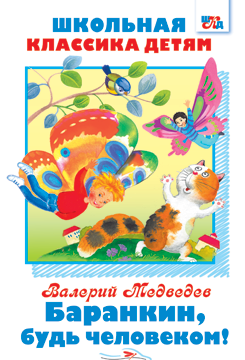 ШКОЛЬНАЯ
КЛАССИКА ДЕТЯМ
Валерий Медведев
Баранкин,
будь человеком!